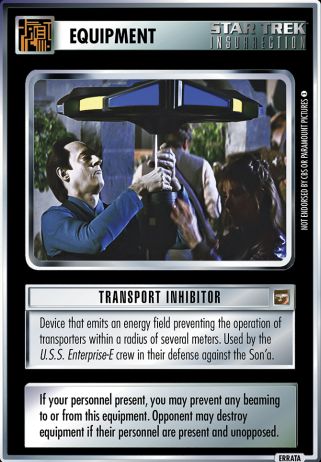 EQUIPMENT
STAR TREK
INSURRECTION
NOT ENDORSED BY CBS OR PARAMOUNT PICTURES
TRANSPORT INHIBITOR
Device that emits an energy field preventing the operation of
transporters within a radius of several meters. Used by the
U.S.S. Enterprise-E crew in their defense against the Son'a.
If your personnel present, you may prevent any beaming
to or from this equipment. Opponent may destroy
equipment if their personnel are present and unopposed.
ERRATA